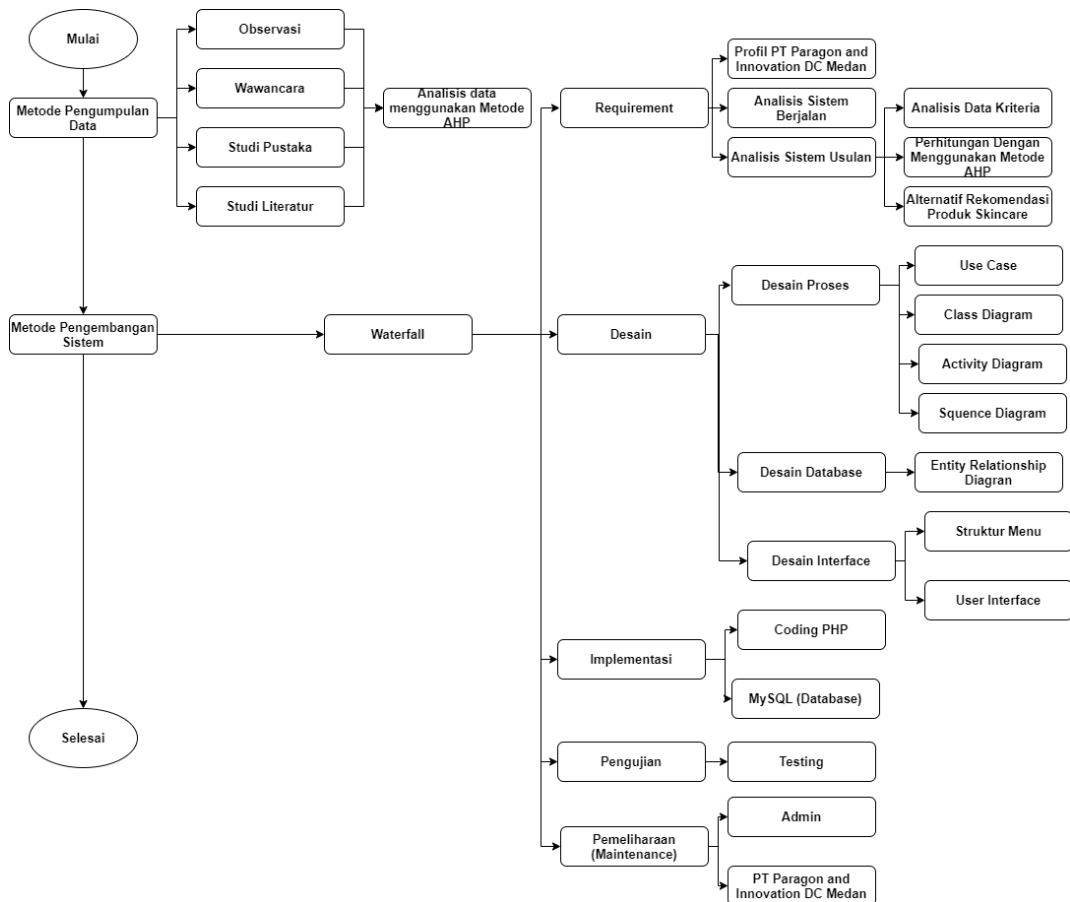 Mulai
Metode Pengumpulan
Data
Observasi
Wawancara
Studi Pustaka
Studi Literatur
Analisis data
menggunakan Metode
AHP
Requirement
Profil PT Paragon and
Innovation DC Medan
Analisis Sistem
Berjalan
Analisis Sistem Usulan
Analisis Data Kriteria
Perhitungan Dengan
Menggunakan Metode
AHP
Alternatif Rekomendasi
Produk Skincare
Metode Pengembangan
Sistem
Waterfall
Desain
Desain Proses
Use Case
Class Diagram
Activity Diagram
Squence Diagram
Desain Database
Entity Relationship
Diagran
Desain Interface
Struktur Menu
User Interface
Implementasi
Coding PHP
MySQL (Database)
Selesai
Pengujian
Testing
Pemeliharaan
(Maintenance)
Admin
PT Paragon and
Innovation DC Medan